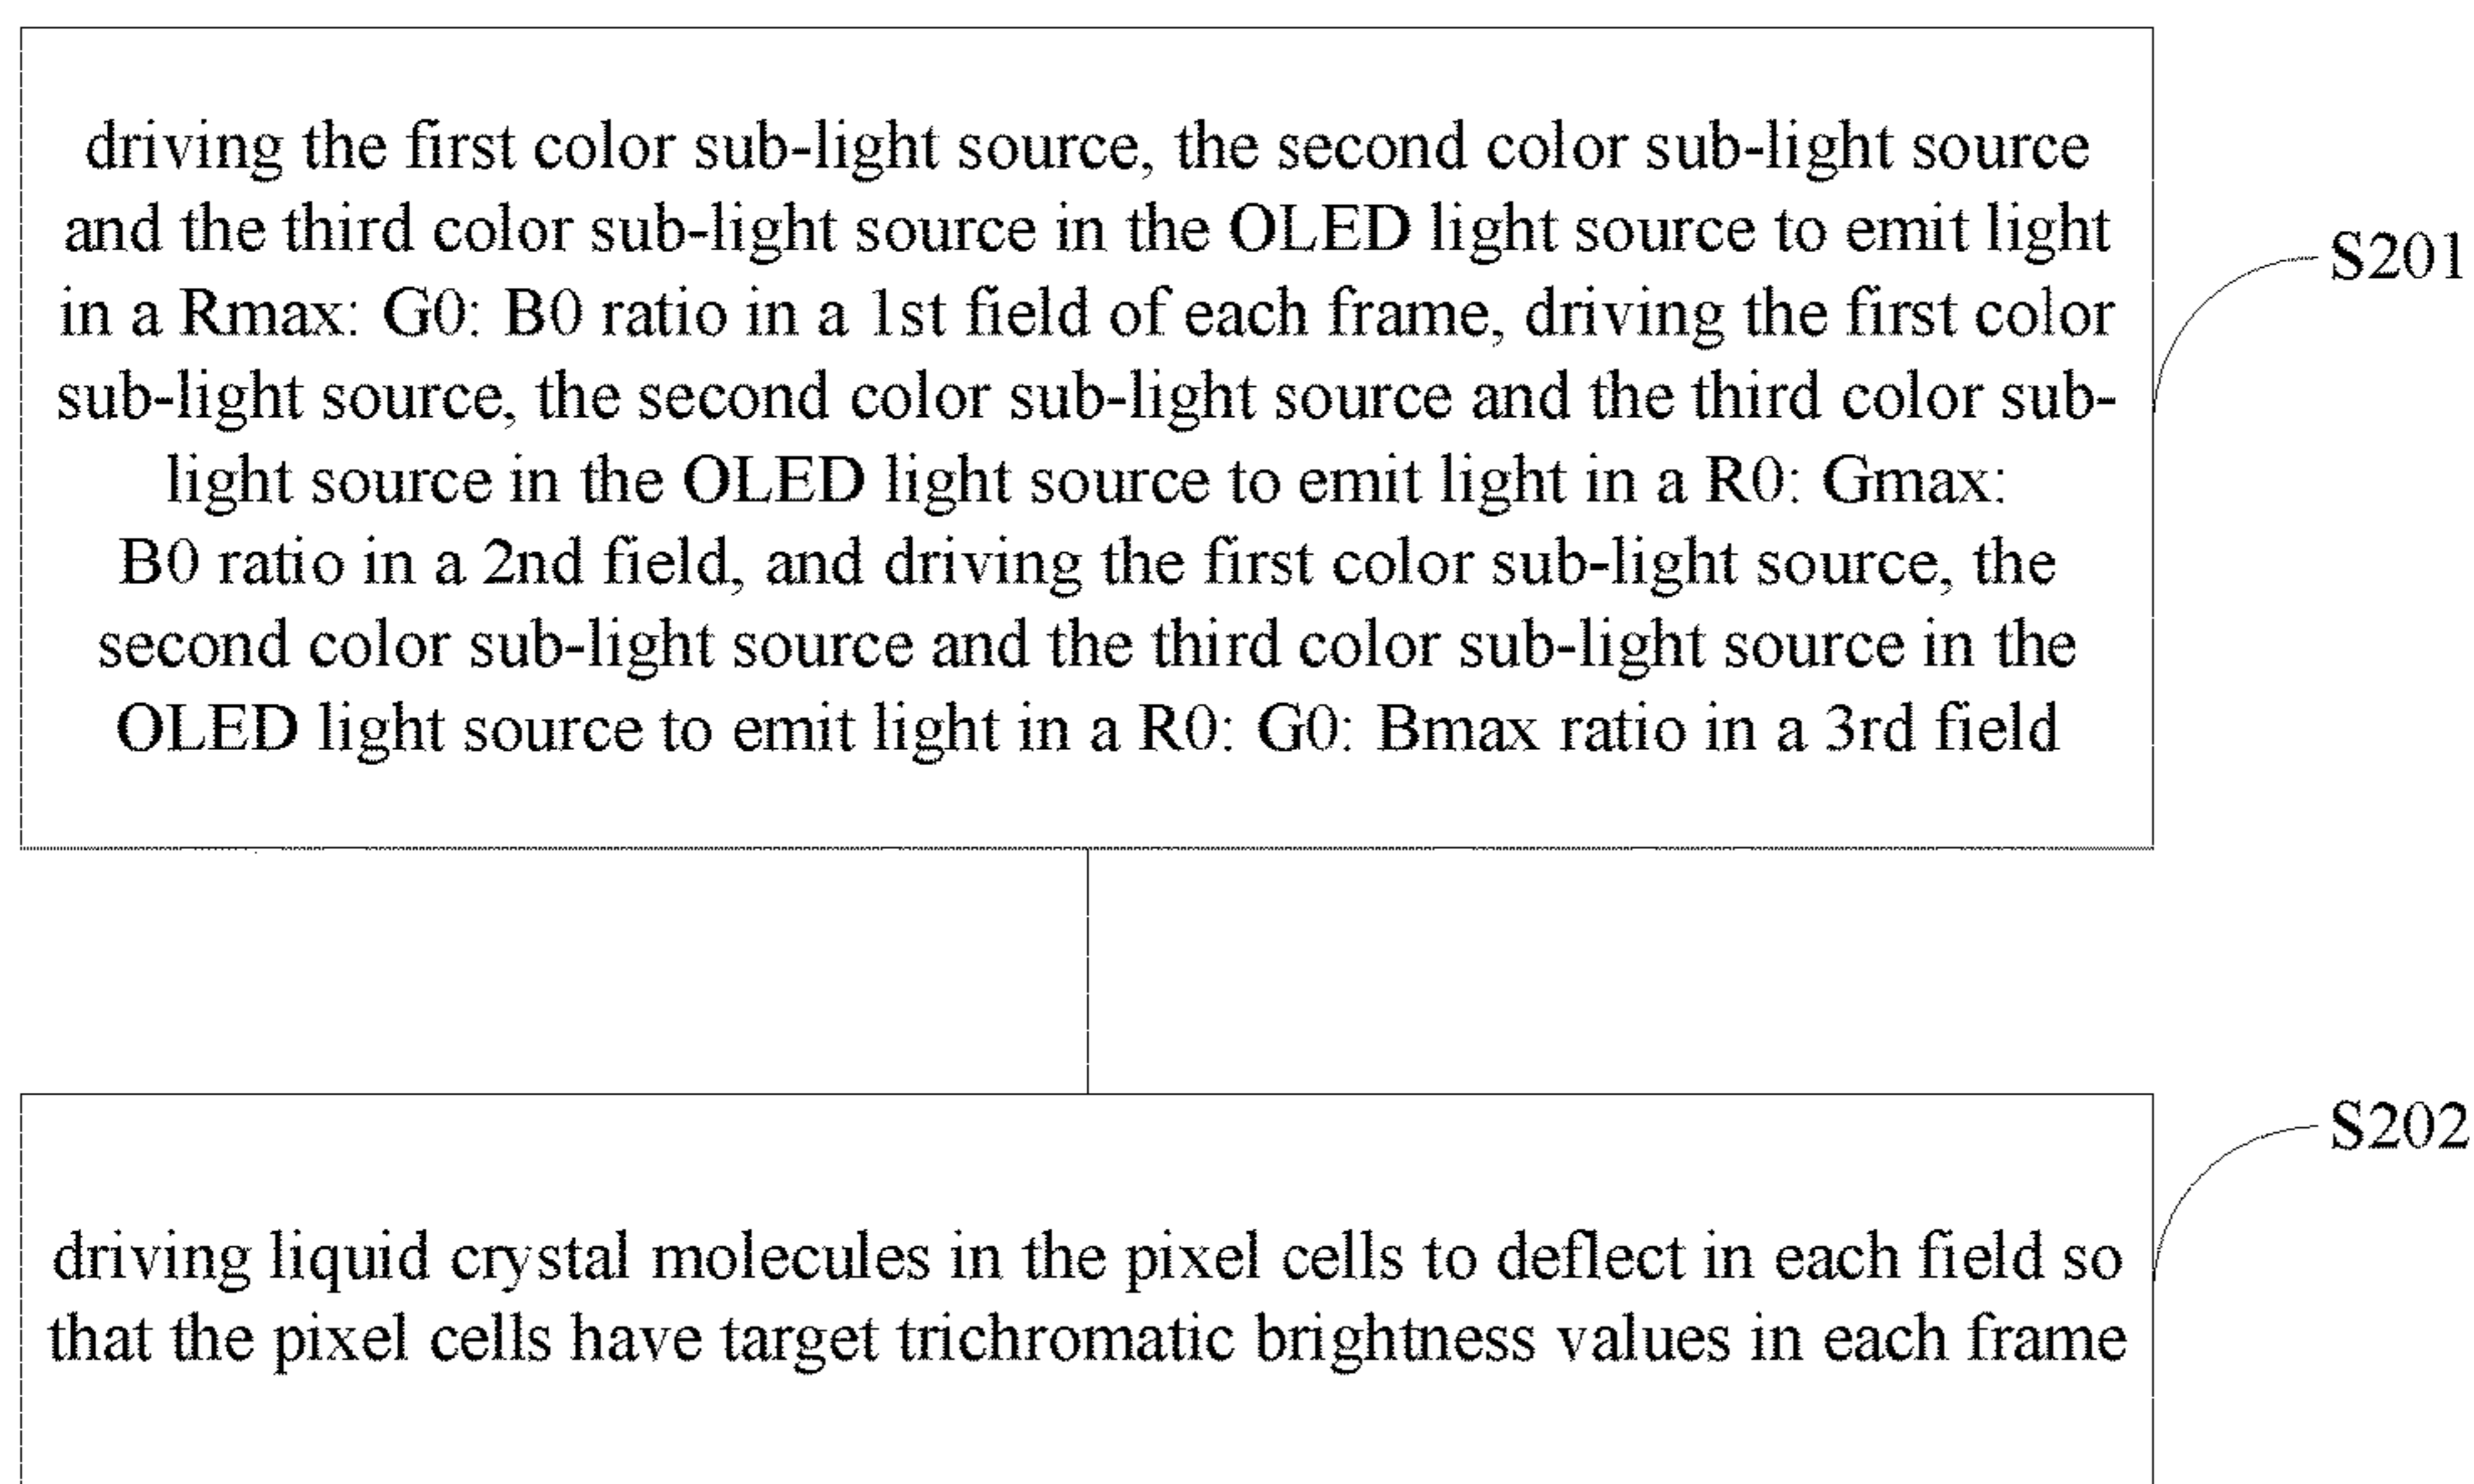 driving the first color sub-light source, the second color sub-light source
and the third color sub-light source in the OLED light source to emit light
in a Rmax: G0: B0 ratio in a 1st field of each frame, driving the first color
sub-light source, the second color sub-light source and the third color sub-
light source in the OLED light source to emit light in a R0: Gmax:
B0 ratio in a 2nd field, and driving the first color sub-light source, the
second color sub-light source and the third color sub-light source in the
OLED light source to emit light in a R0: G0: Bmax ratio in a 3rd field
S201
S202
driving liquid crystal molecules in the pixel cells to deflect in each field so
that the pixel cells have target trichromatic brightness values in each frame